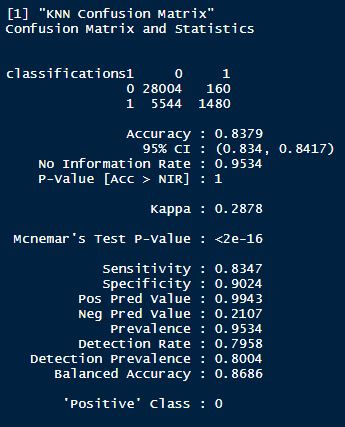 [1] "KNN Confusion Matrix"
Confusion Matrix and Statistics
classifications1 0 1
0 28004 160
1 5544 1480
Accuracy : 0.8379
95% CI : (0.834, 0.8417)
No Information Rate : 0.9534
P-Value [Acc > NIR] : 1
Kappa : 0.2878
Mcnemar's Test P-Value : <2e-16
Sensitivity : 0.8347
Specificity : 0.9024
Pos Pred Value : 0.9943
Neg Pred Value : 0.2107
Prevalence : 0.9534
Detection Rate : 0.7958
Detection Prevalence : 0.8004
Balanced Accuracy : 0.8686
'Positive' Class : 0